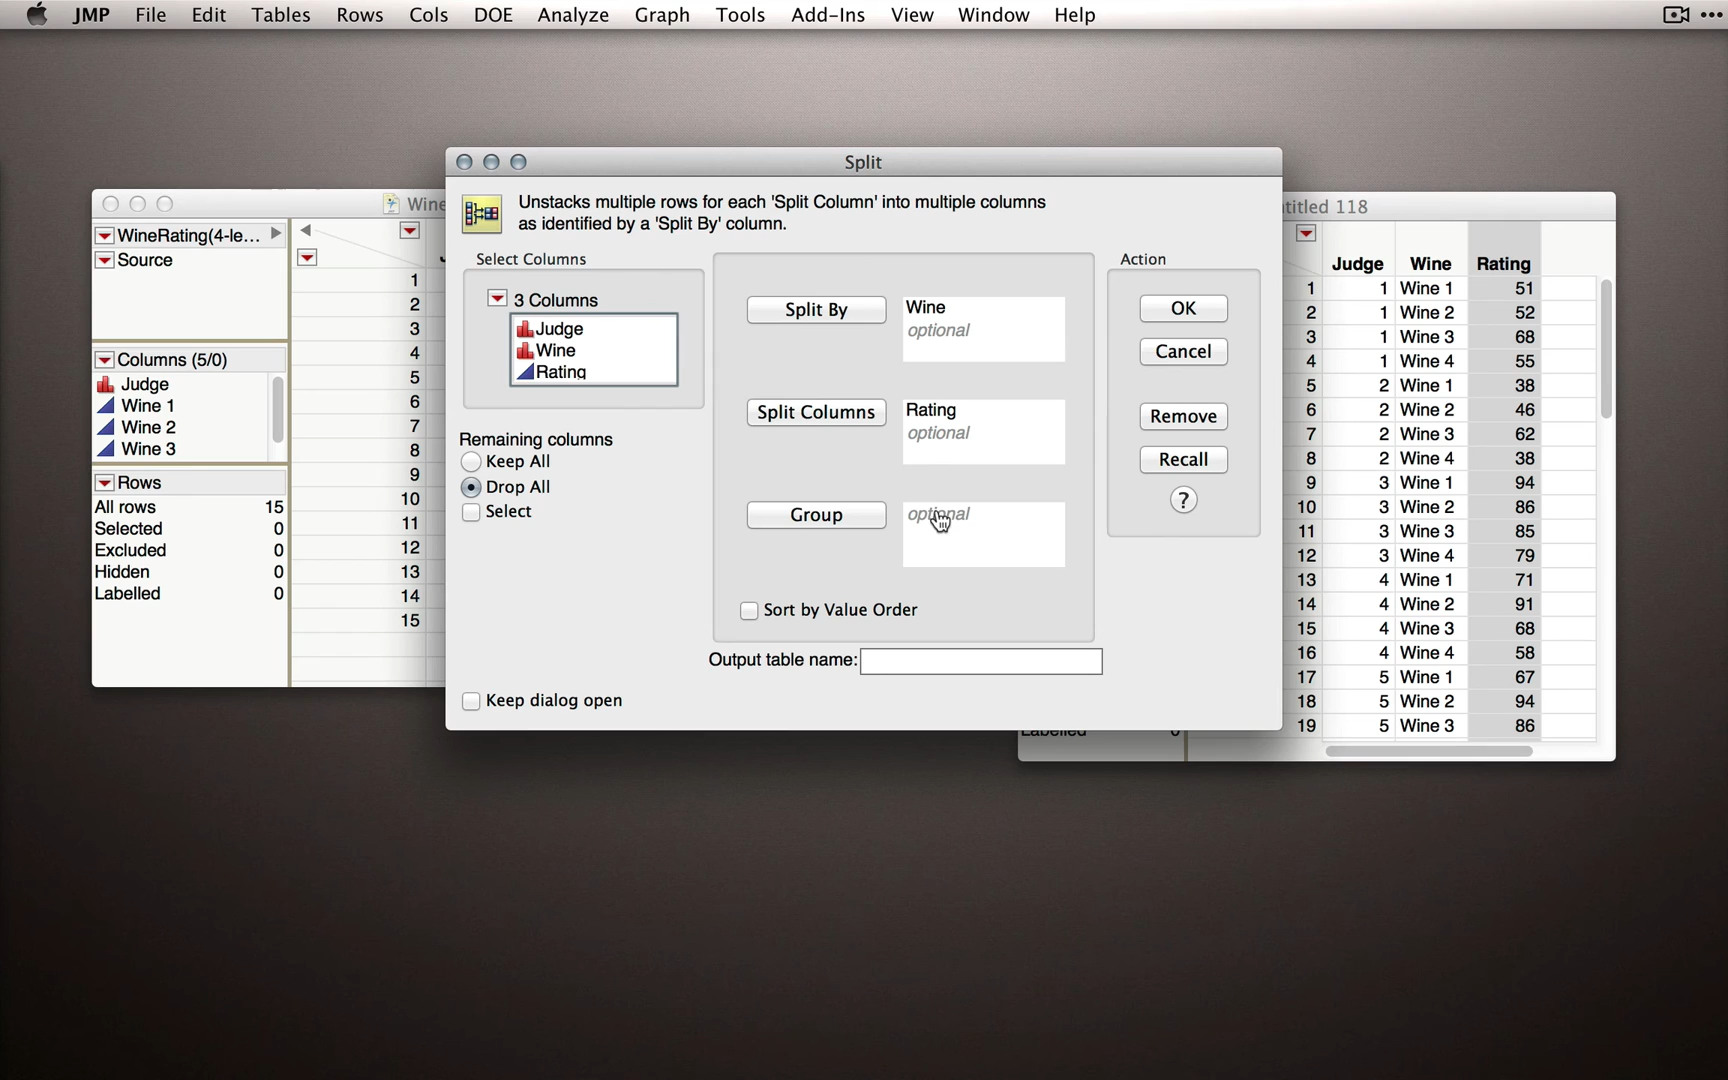 JMP File Edit Tables Rows Cols DOE Analyze Graph Tools Add-Ins View Window Help
Split
Unstacks multiple rows for each 'Split Column' into multiple columns
as identified by a 'Split By' column.
Select Columns
3 Columns
Judge
Wine
Rating
Remaining columns
Keep All
Drop All
Select
Split By
Wine
optional
Split Columns
Rating
optional
Group
optional
Sort by Value Order
Output table name:
Keep dialog open
Action
OK
Cancel
Remove
Recall
?
Wine
WineRating(4-le...
Source
Columns (5/0)
Judge
Wine 1
Wine 2
Wine 3
Rows
All rows 15
Selected 0
Excluded 0
Hidden 0
Labelled 0
1
2
3
4
5
6
7
8
9
10
11
12
13
14
15
titled 118
Judge Wine Rating
1 1 Wine 1 51
2 1 Wine 2 52
3 1 Wine 3 68
4 1 Wine 4 55
5 2 Wine 1 38
6 2 Wine 2 46
7 2 Wine 3 62
8 2 Wine 4 38
9 3 Wine 1 94
10 3 Wine 2 86
11 3 Wine 3 85
12 3 Wine 4 79
13 4 Wine 1 71
14 4 Wine 2 91
15 4 Wine 3 68
16 4 Wine 4 58
17 5 Wine 1 67
18 5 Wine 2 94
19 5 Wine 3 86
Labelled 0